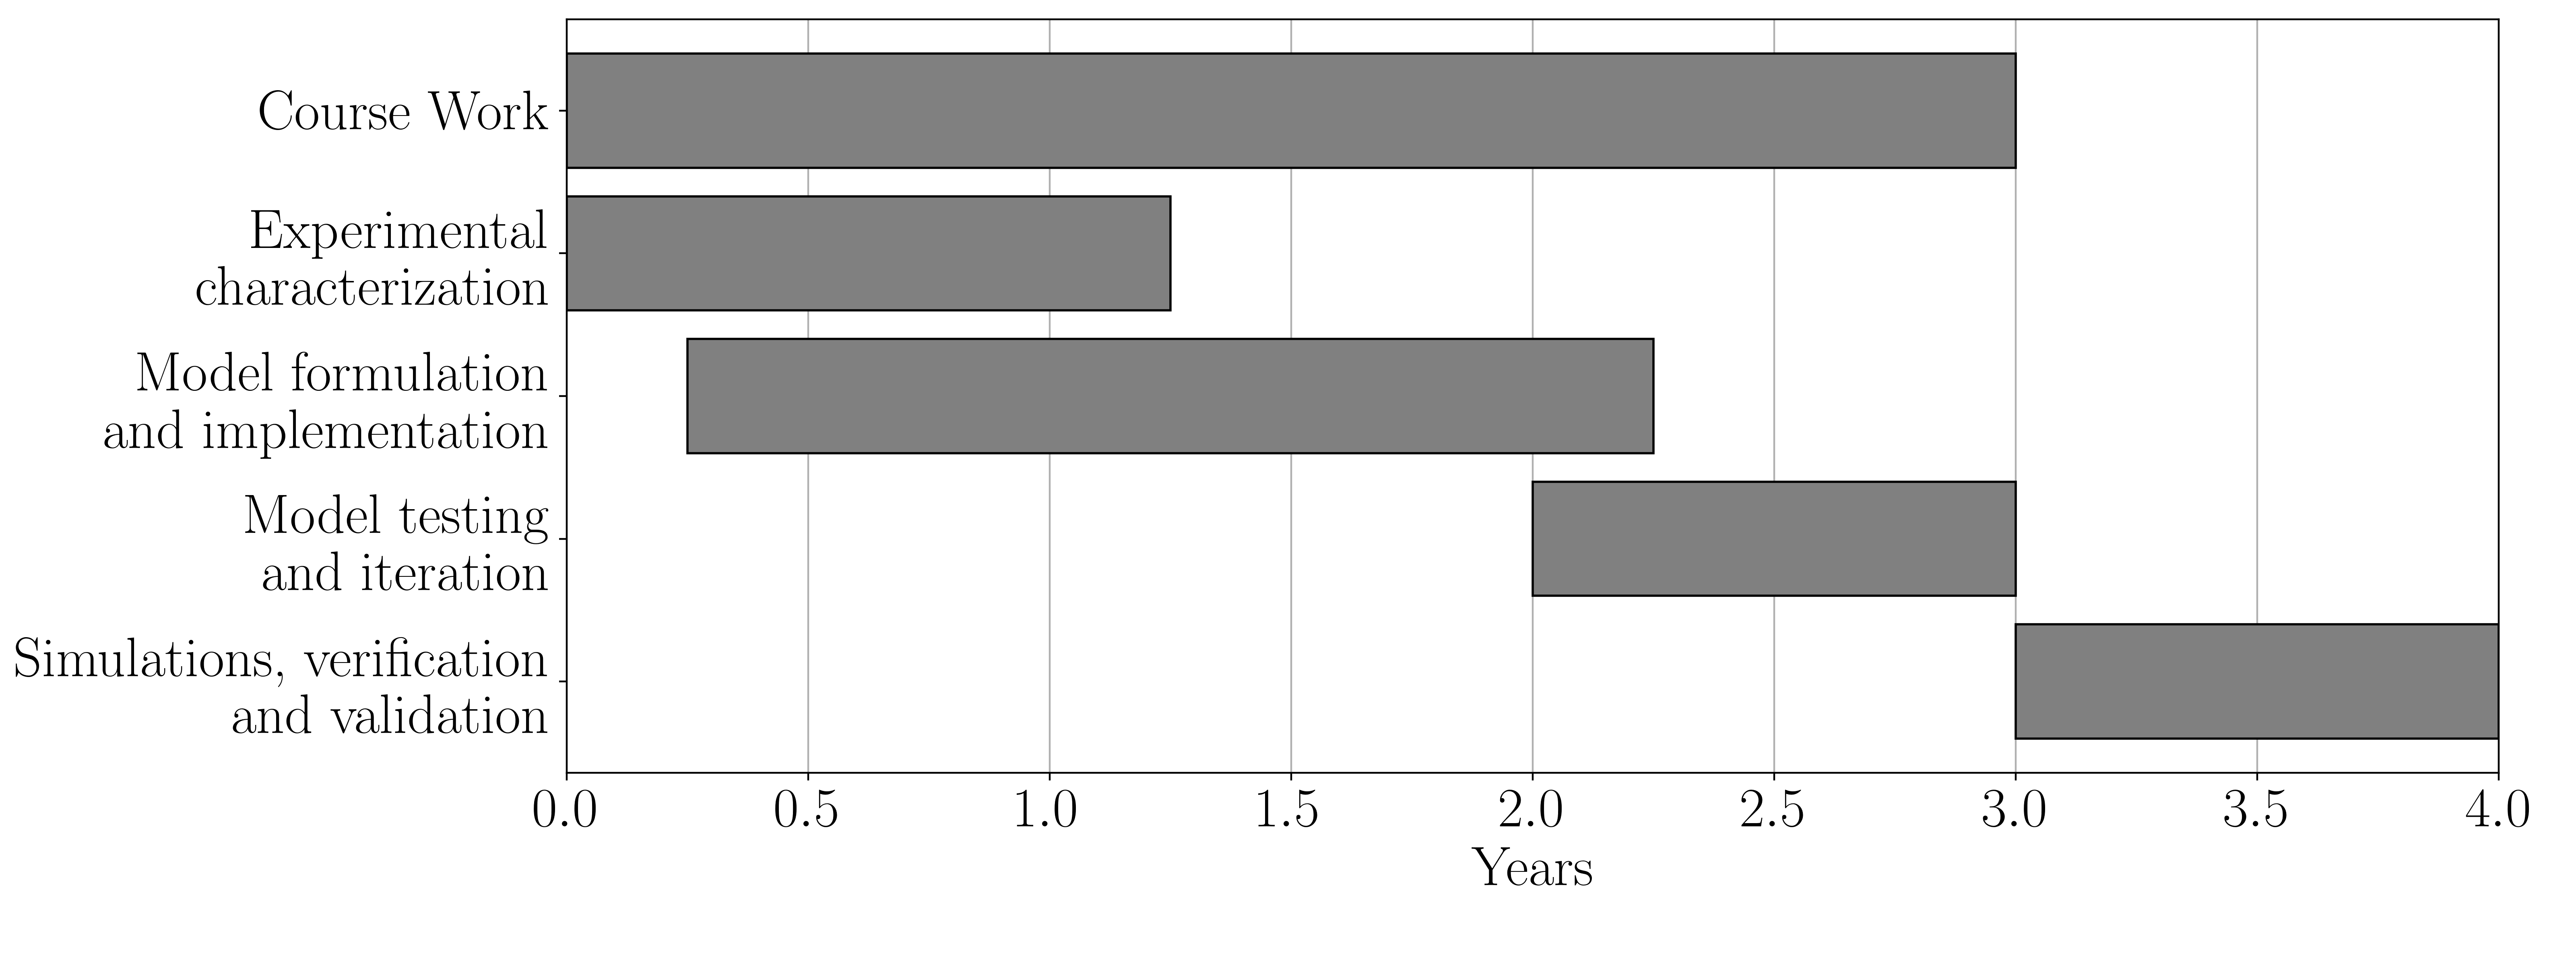 Course Work
Experimental
characterization
Model formulation
and implementation
Model testing
and iteration
Simulations, verification
and validation
0.0 0.5 1.0 1.5 2.0 2.5 3.0 3.5 4.0
Years